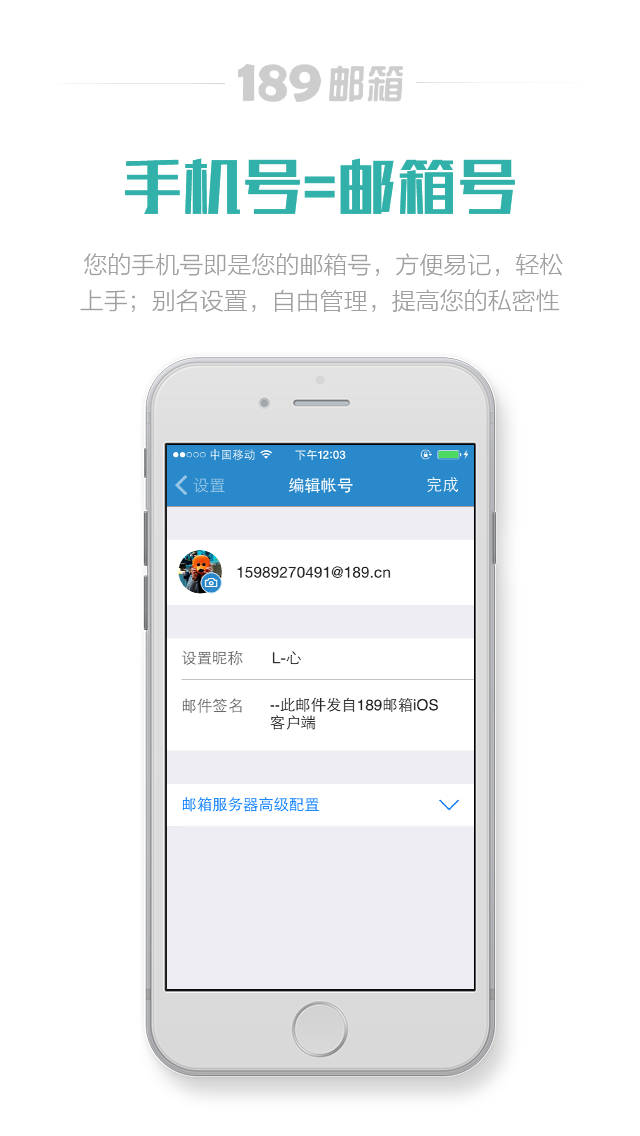 189邮箱
手机号=邮箱号
您的手机号即是您的邮箱号，方便易记，轻松
上手；别名设置，自由管理，提高您的私密性
中国移动 下午12:03
设置 编辑帐号 完成
15989270491@189.cn
设置昵称 L-心
邮件签名 --此邮件发自189邮箱iOS
客户端
邮箱服务器高级配置